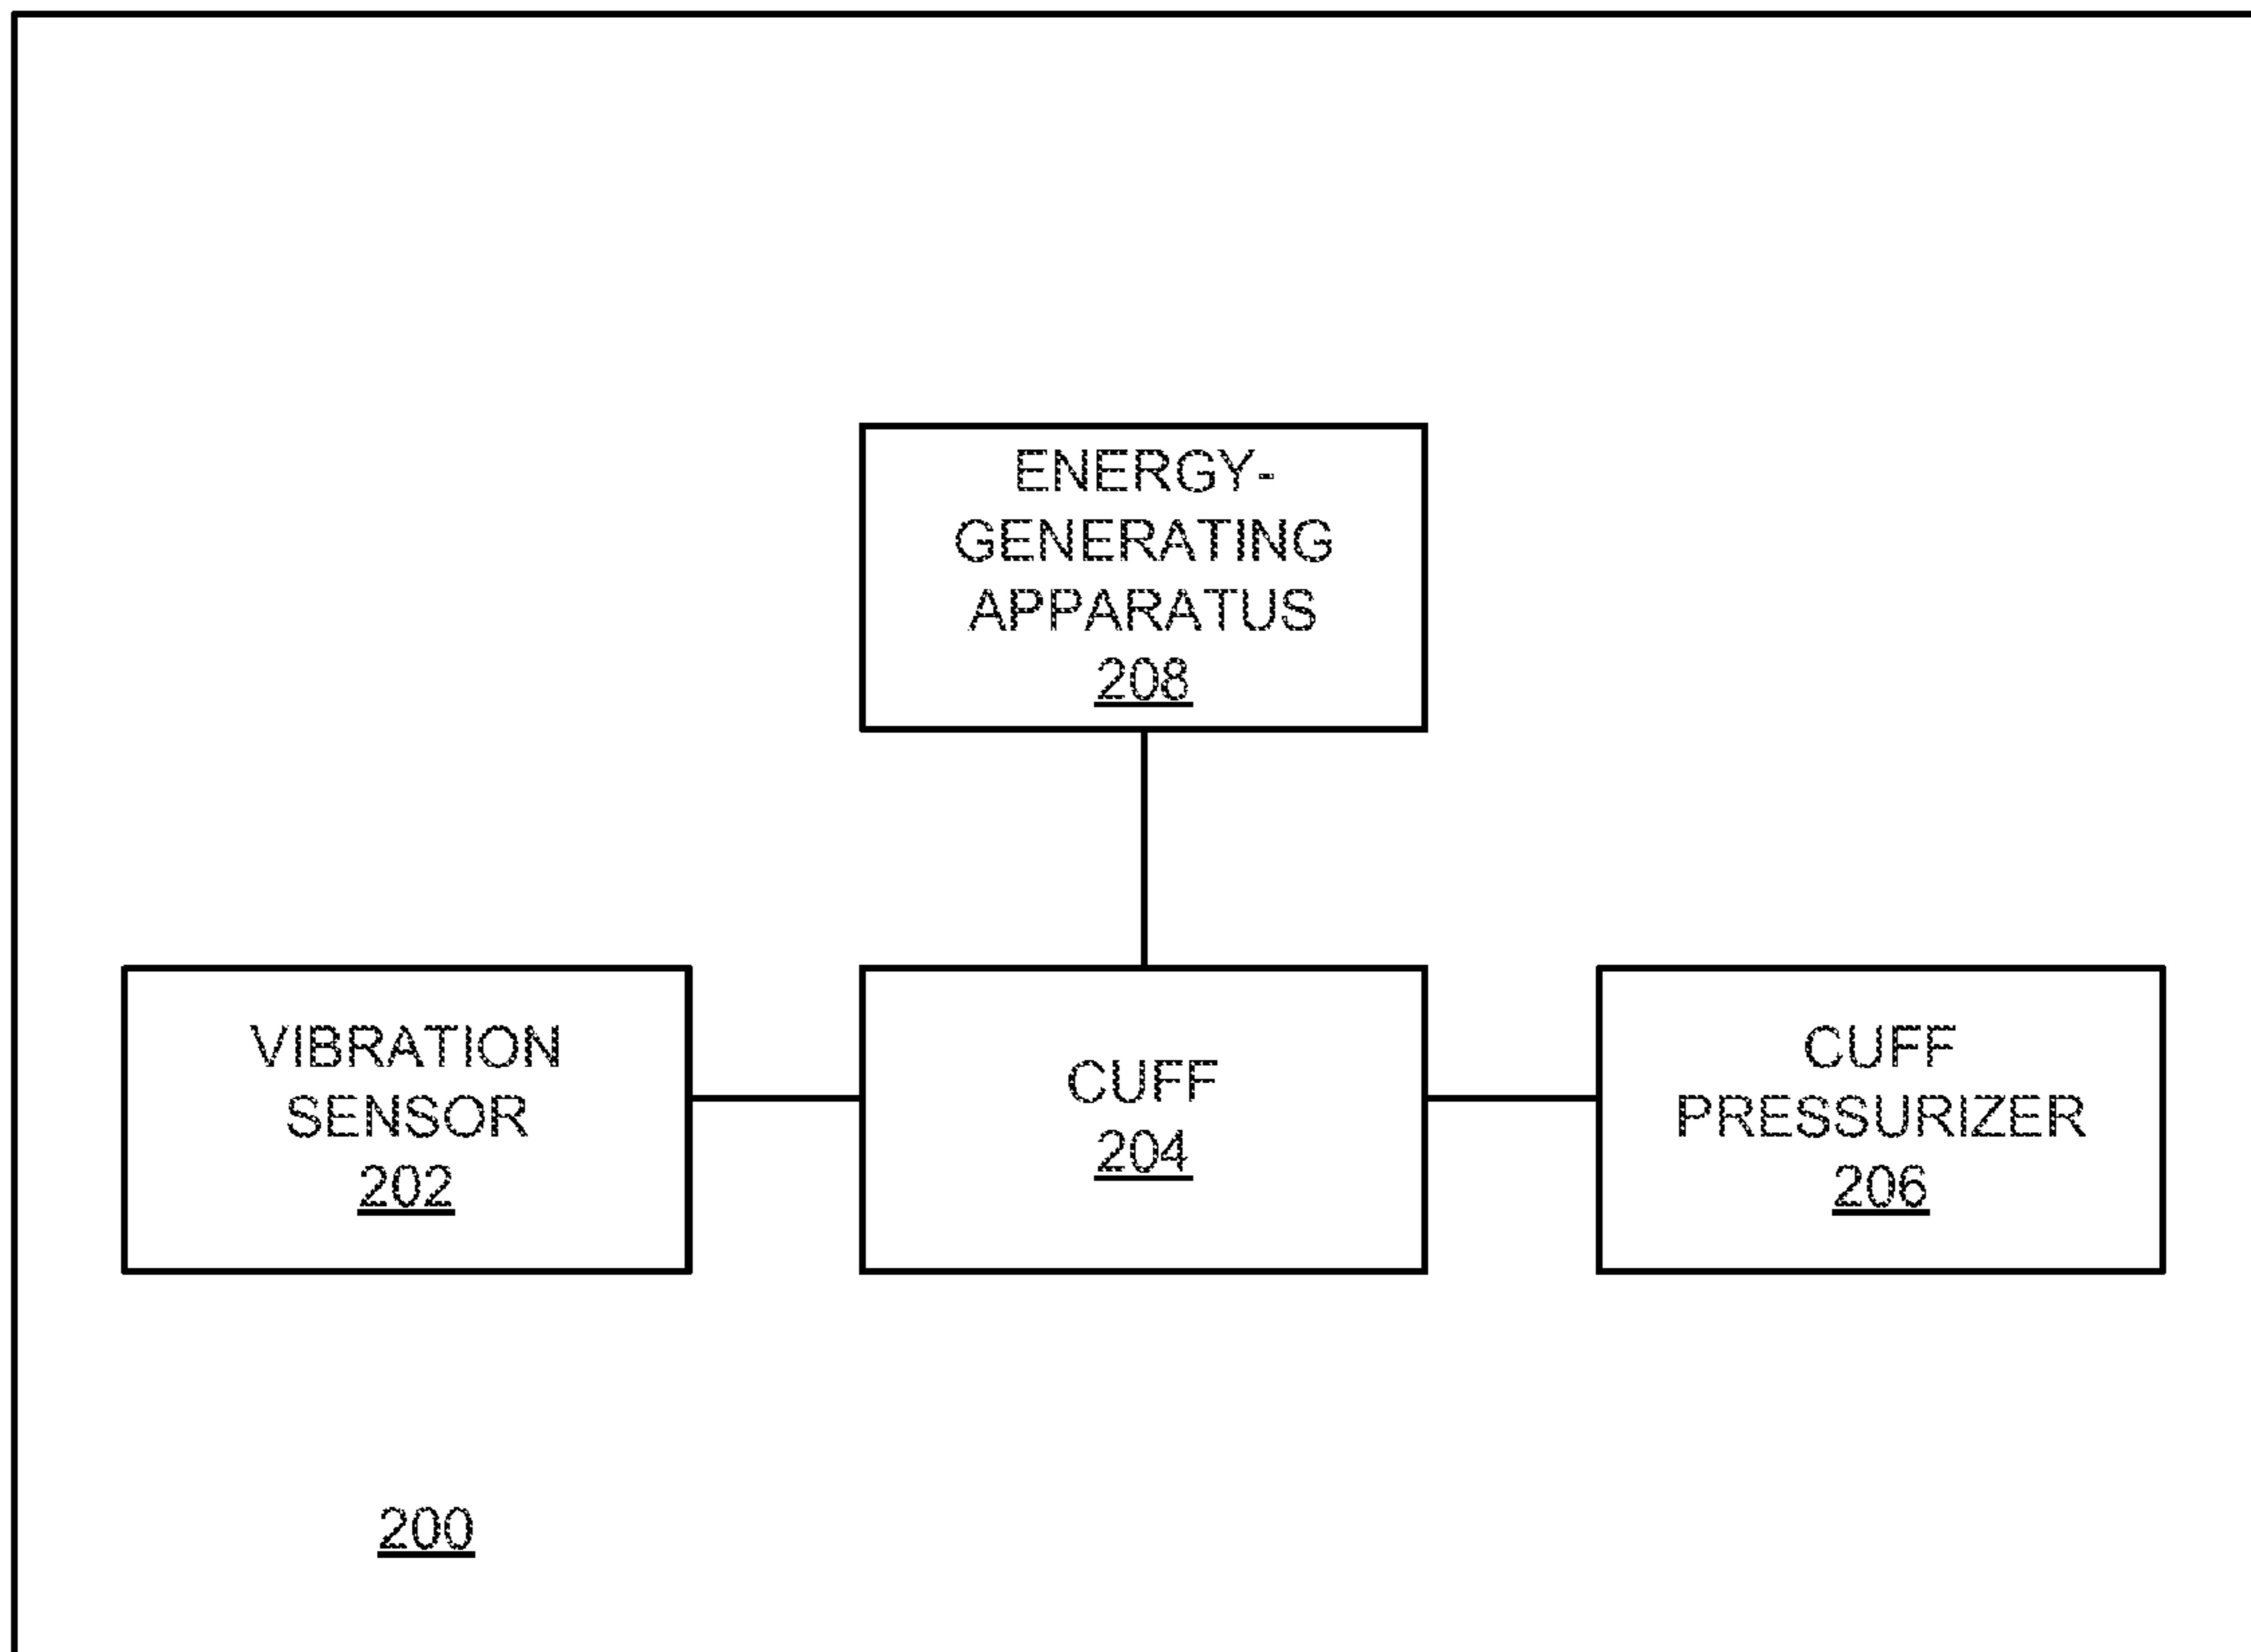 ENERGY-
GENERATING
APPARATUS
208
VIBRATION
SENSOR
202
CUFF
204
CUFF
PRESSURIZER
206
200